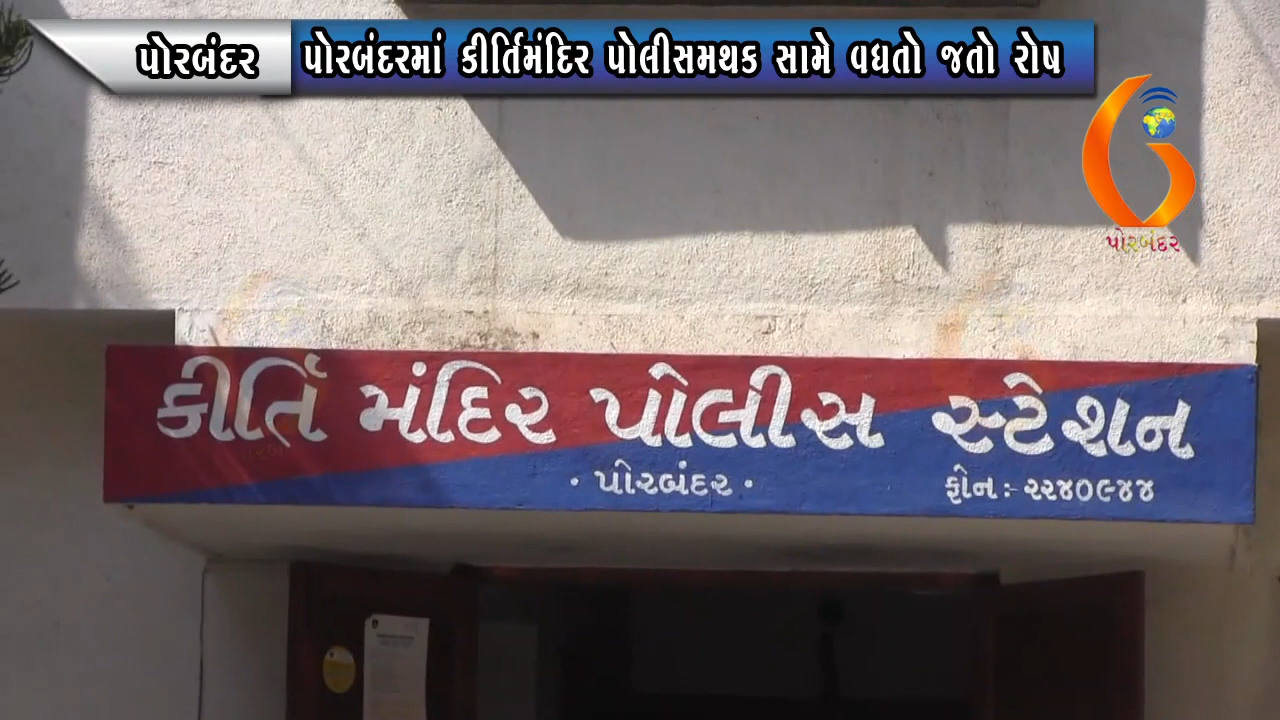 પોરબંદર
પોરબંદરમાં કીર્તિમંદિર પોલીસમથક સામે વધતો જતો રોષ
પોરબંદર
કીર્તિ મંદિર પોલીસ સ્ટેશન
· પોરબંદર ·
ફોન :- ૨૨૪૦૯૪૪